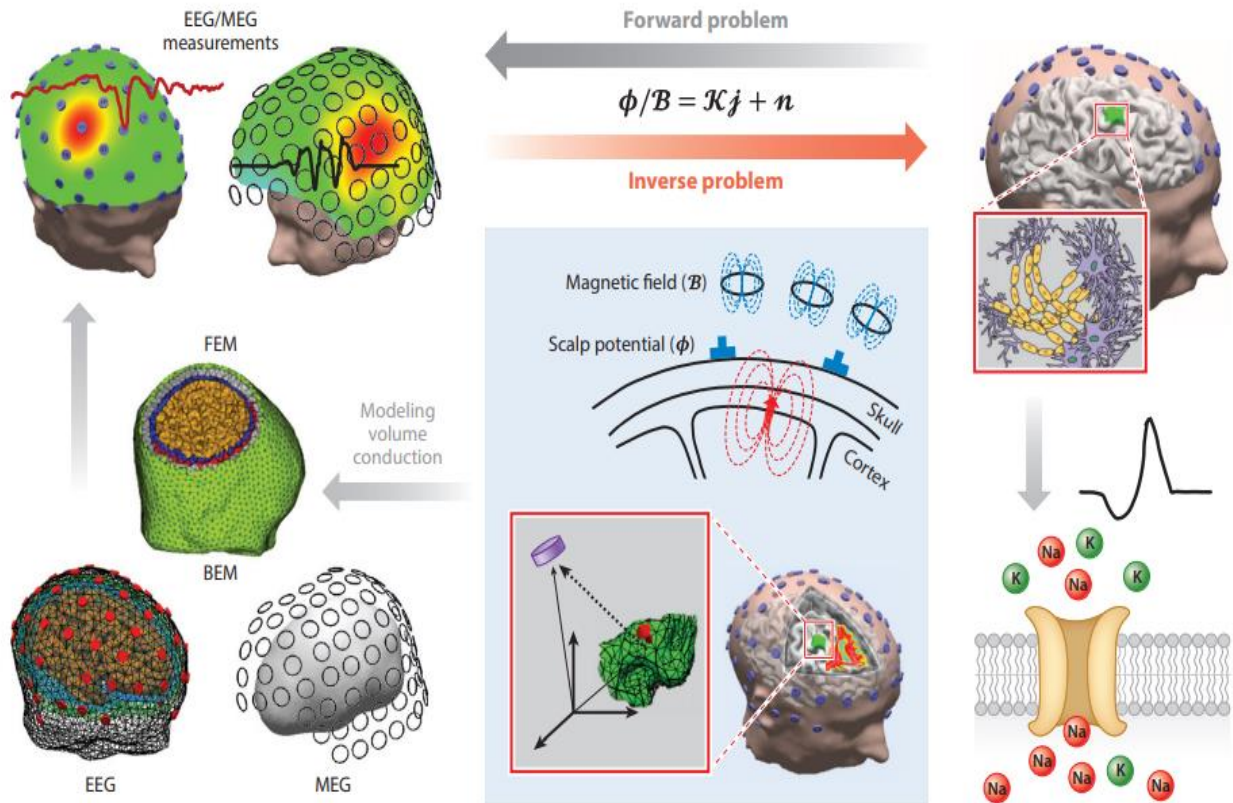 EEG/MEG
measurements
Forward problem
ϕ/B = Kj + n
Inverse problem
Magnetic field (B)
Scalp potential (ϕ)
Skull
Cortex
FEM
Modeling
volume
conduction
BEM
EEG
MEG
K
Na
K
Na
K
Na
Na
Na
Na
K
Na